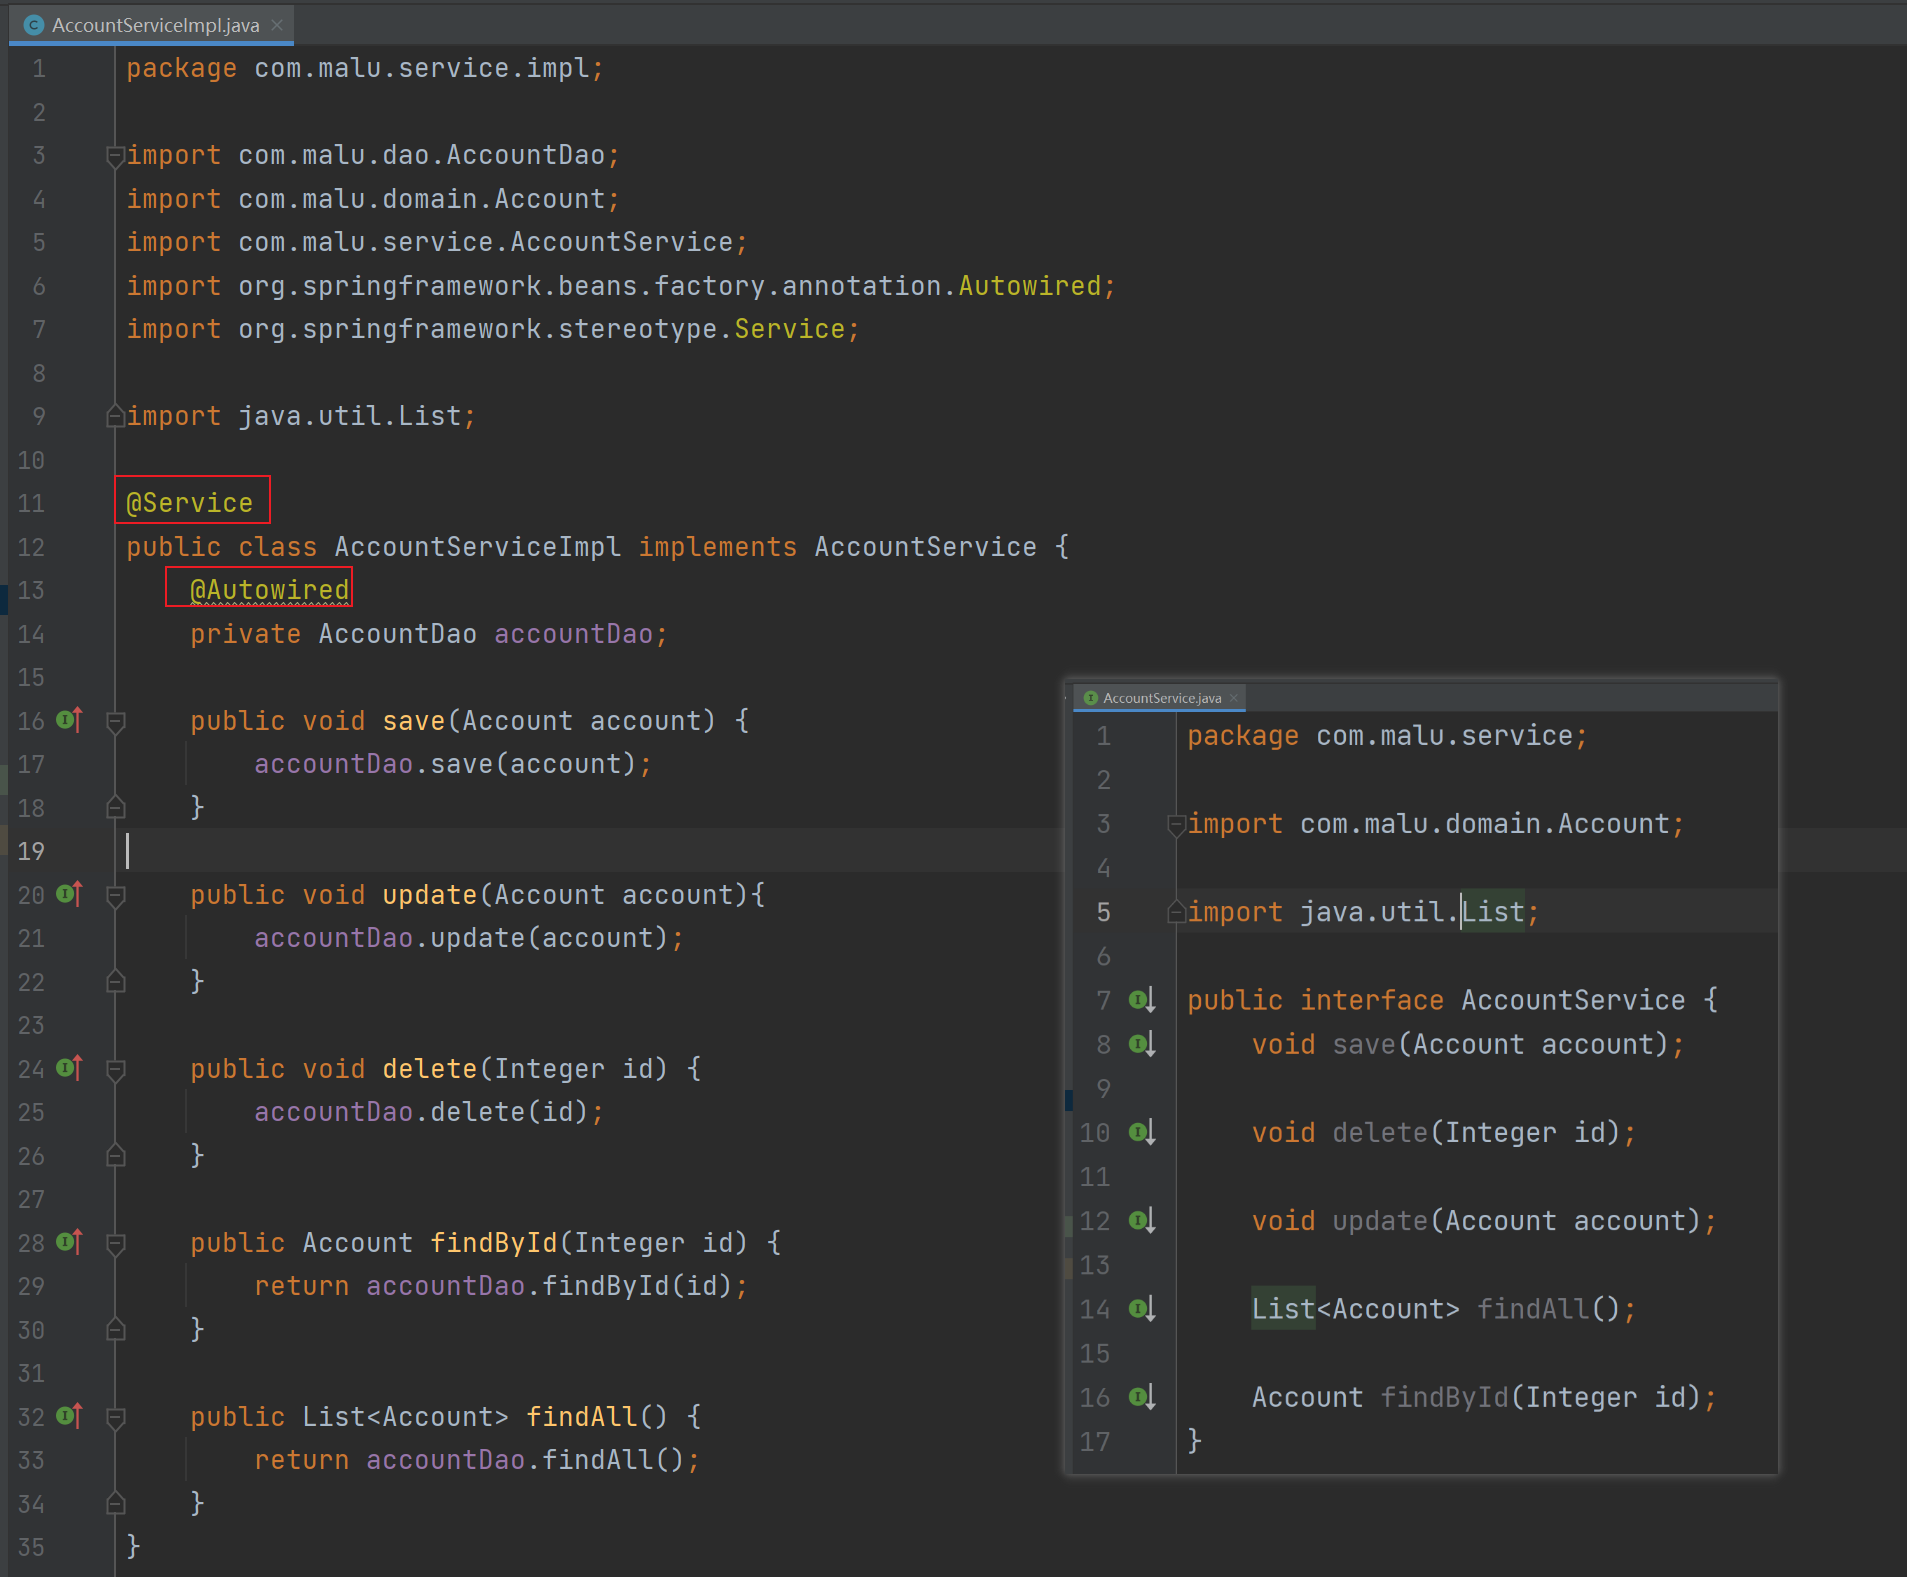 AccountServiceImpl.java
1 package com.malu.service.impl;
2
3 import com.malu.dao.AccountDao;
4 import com.malu.domain.Account;
5 import com.malu.service.AccountService;
6 import org.springframework.beans.factory.annotation.Autowired;
7 import org.springframework.stereotype.Service;
8
9 import java.util.List;
10
11 @Service
12 public class AccountServiceImpl implements AccountService {
13 @Autowired
14 private AccountDao accountDao;
15
16 public void save(Account account) {
17 accountDao.save(account);
18 }
19
20 public void update(Account account){
21 accountDao.update(account);
22 }
23
24 public void delete(Integer id) {
25 accountDao.delete(id);
26 }
27
28 public Account findById(Integer id) {
29 return accountDao.findById(id);
30 }
31
32 public List<Account> findAll() {
33 return accountDao.findAll();
34 }
35 }
AccountService.java
1 package com.malu.service;
2
3 import com.malu.domain.Account;
4
5 import java.util.List;
6
7 public interface AccountService {
8 void save(Account account);
9
10 void delete(Integer id);
11
12 void update(Account account);
13
14 List<Account> findAll();
15
16 Account findById(Integer id);
17 }